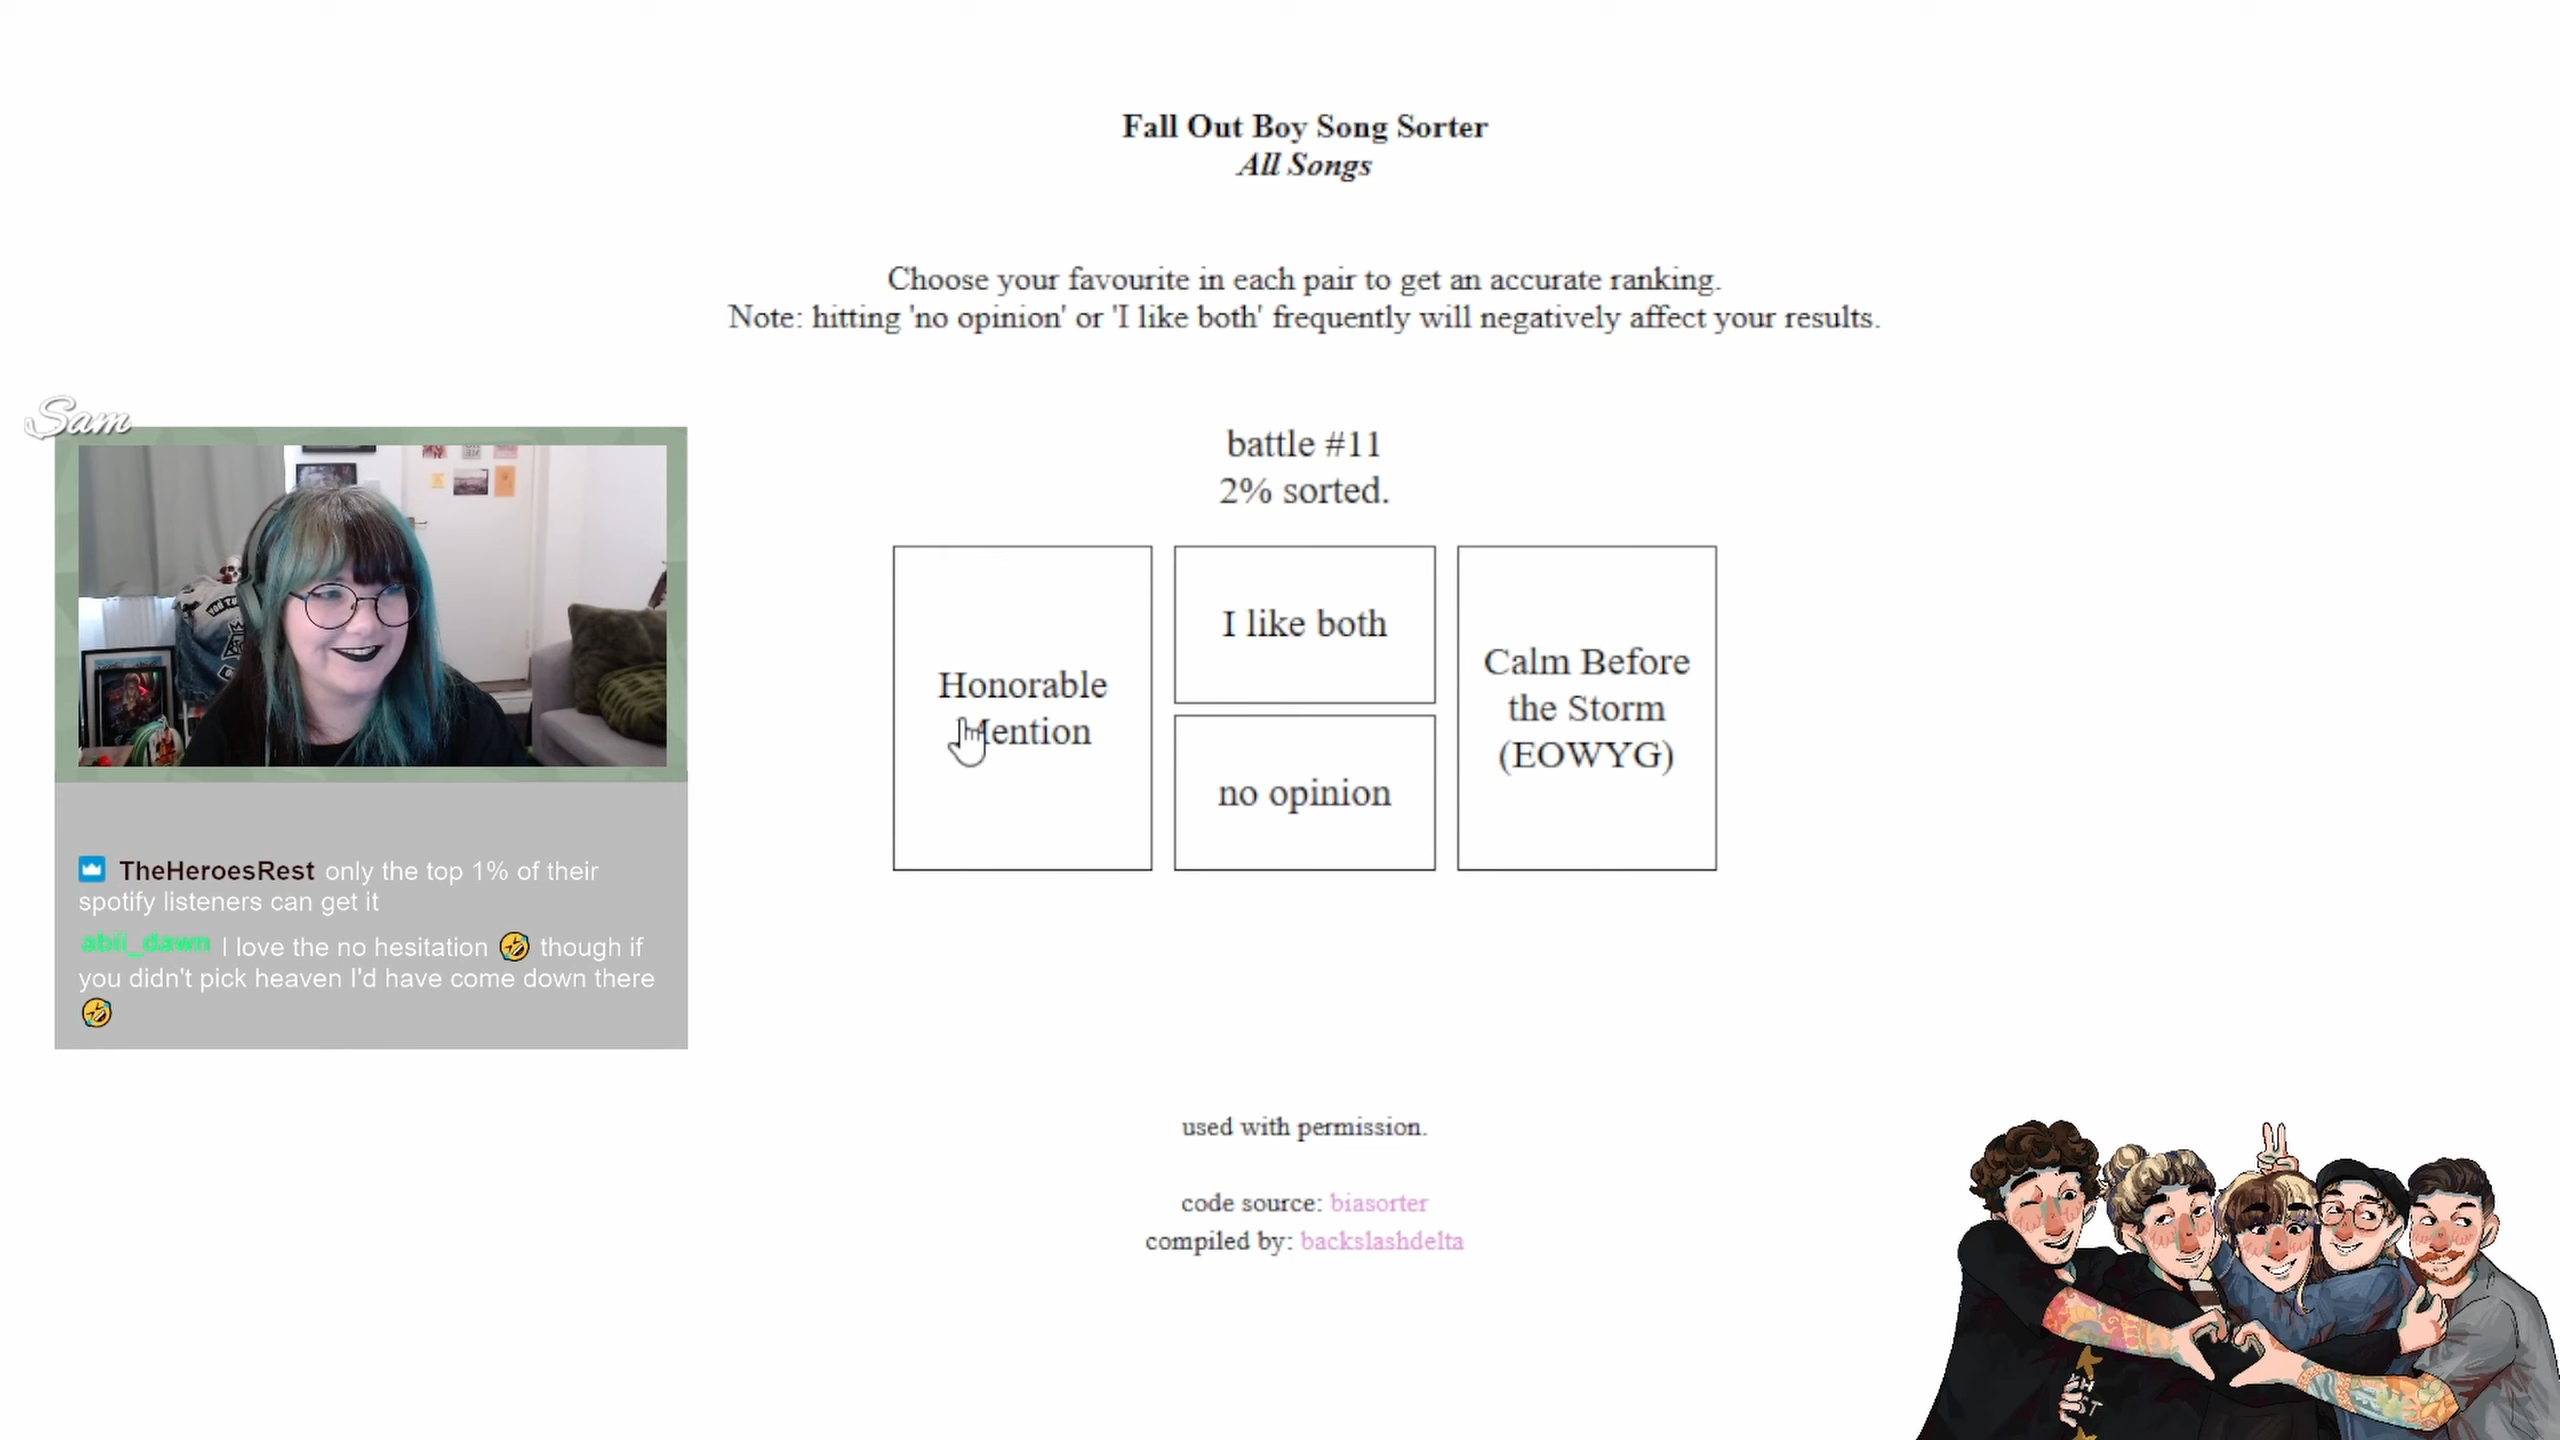 Fall Out Boy Song Sorter
All Songs
Choose your favourite in each pair to get an accurate ranking.
Note: hitting 'no opinion' or 'I like both' frequently will negatively affect your results.
Sam
battle #11
2% sorted.
Honorable
Mention
I like both
no opinion
Calm Before
the Storm
(EOWYG)
TheHeroesRest only the top 1% of their
spotify listeners can get it
abii_dawn I love the no hesitation 🤣 though if
you didn't pick heaven I'd have come down there
🤣
used with permission.
code source: biasorter
compiled by: backslashdelta